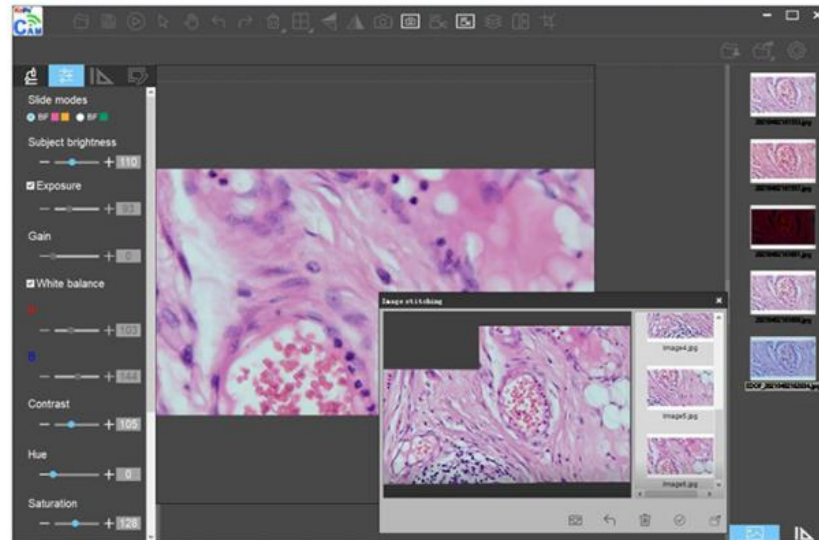 CAM
Slide modes
BF BF
Subject brightness
110
Exposure
93
Gain
0
White balance
R
103
B
144
Contrast
105
Hue
0
Saturation
128
Image stitching
Image4.jpg
Image5.jpg
Image6.jpg